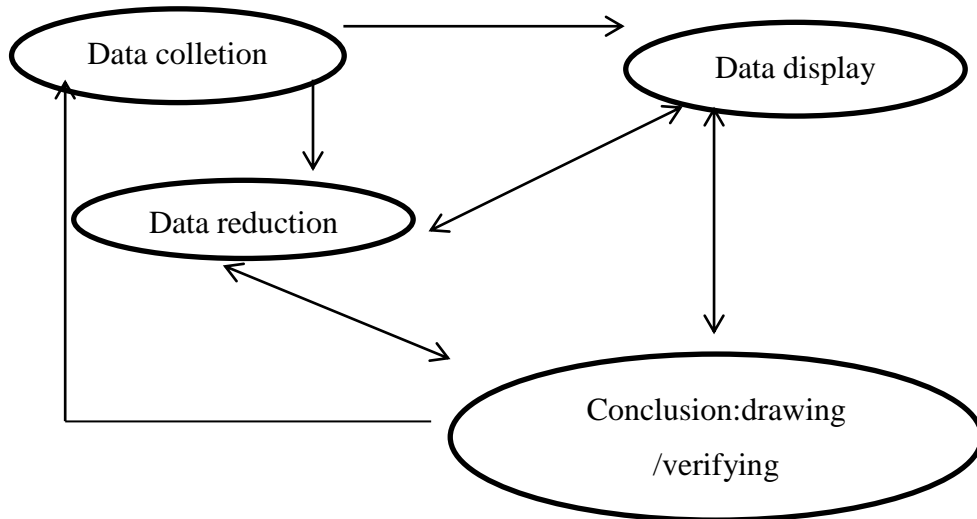 Data colletion
Data display
Data reduction
Conclusion:drawing
/verifying